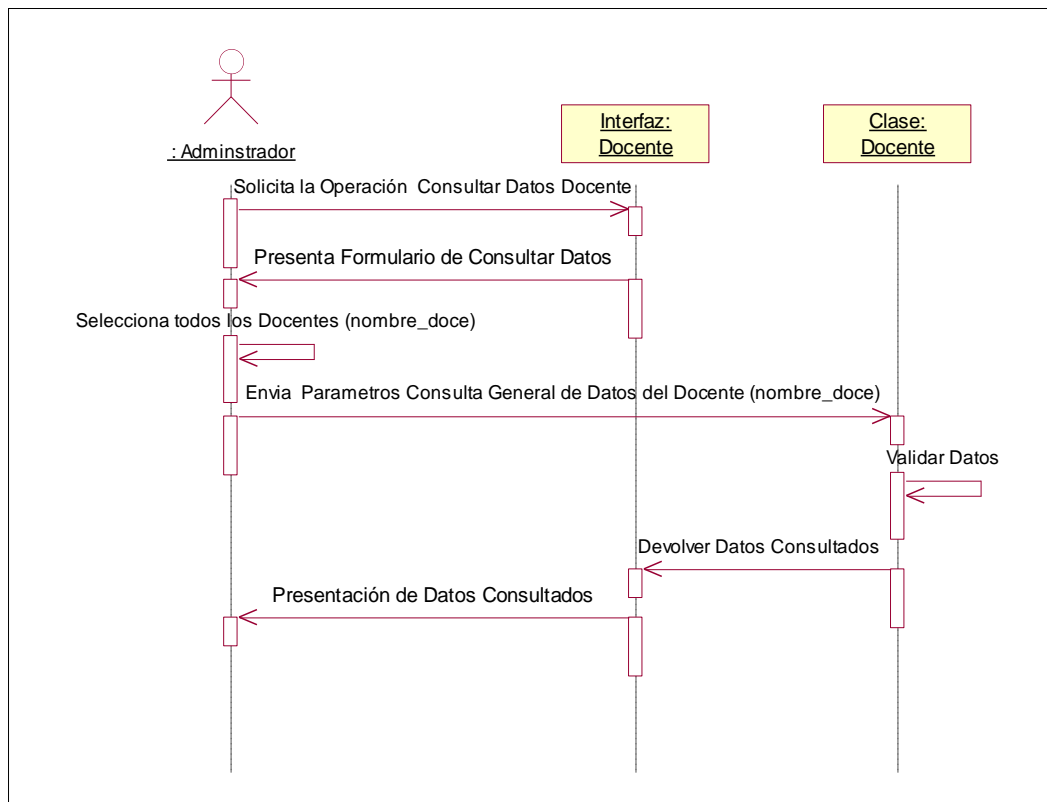 : Adminstrador
Interfaz:
Docente
Clase:
Docente
Solicita la Operación  Consultar Datos Docente
Presenta Formulario de Consultar Datos
Selecciona todos los Docentes (nombre_doce)
Envia  Parametros Consulta General de Datos del Docente (nombre_doce)
Validar Datos
Devolver Datos Consultados
Presentación de Datos Consultados